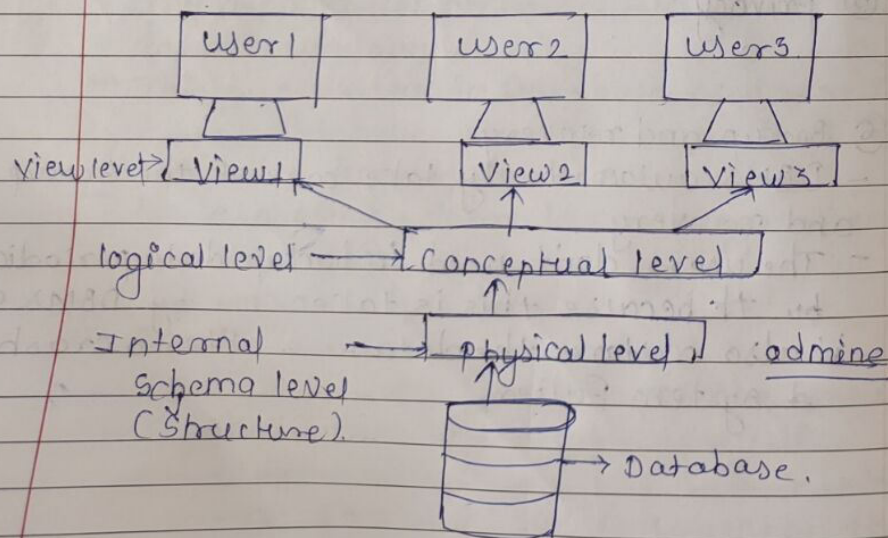 User1 User2 User3
View level View1 View2 View3
logical level Conceptual level
Internal physical level admine
Schema level
(Structure).
Database.